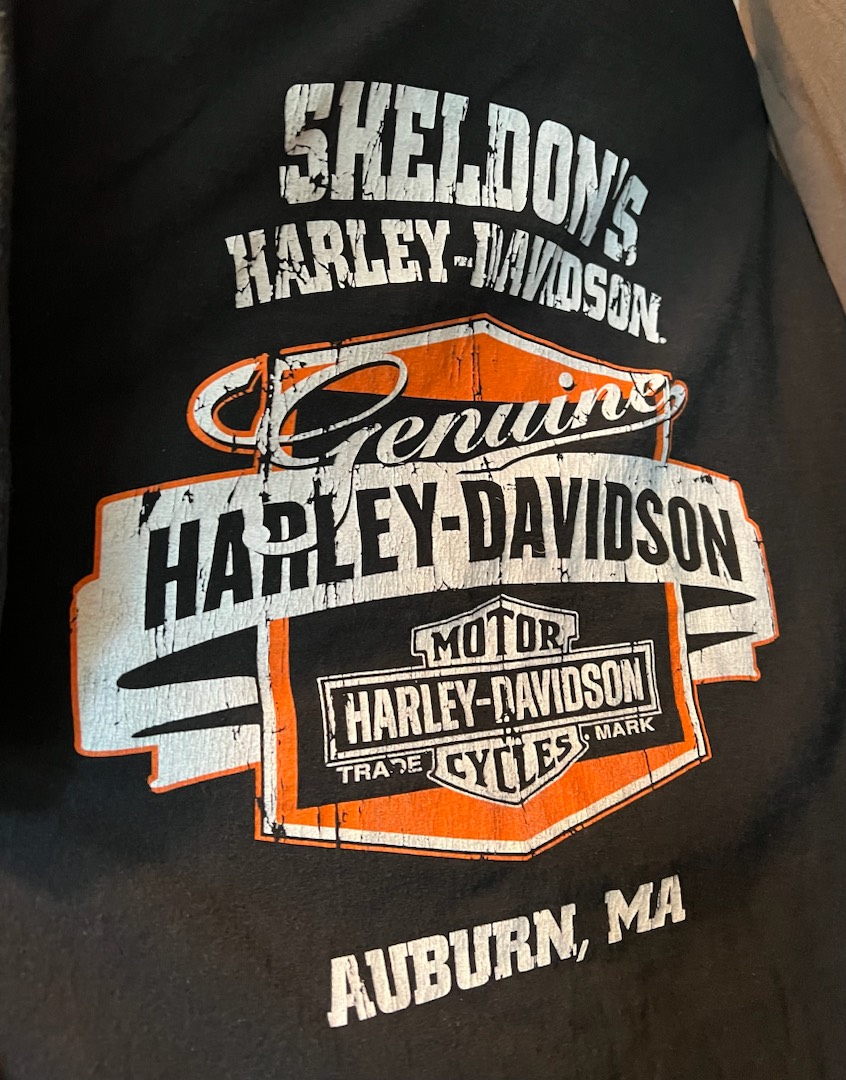 SHELDON'S
HARLEY-DAVIDSON.
Genuine
HARLEY-DAVIDSON
MOTOR
HARLEY-DAVIDSON
TRADE CYCLES MARK
AUBURN, MA